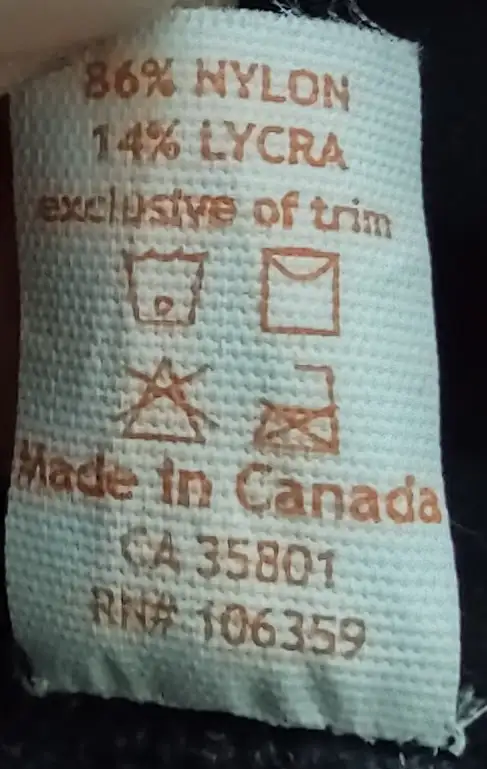 86% NYLON
14% LYCRA
exclusive of trim
Made in Canada
CA 35801
RN# 106359